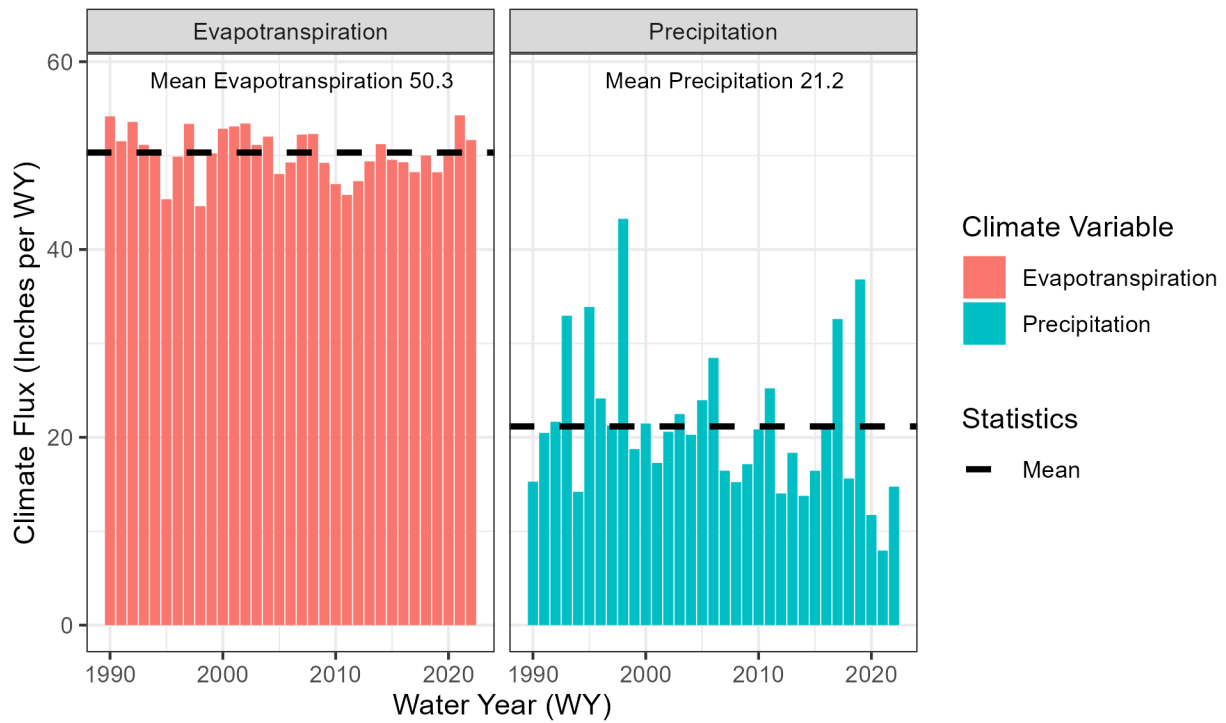 Evapotranspiration
Precipitation
Mean Evapotranspiration 50.3
Mean Precipitation 21.2
60
40
20
0
Climate Flux (Inches per WY)
1990 2000 2010 2020
1990 2000 2010 2020
Water Year (WY)
Climate Variable
Evapotranspiration
Precipitation
Statistics
Mean